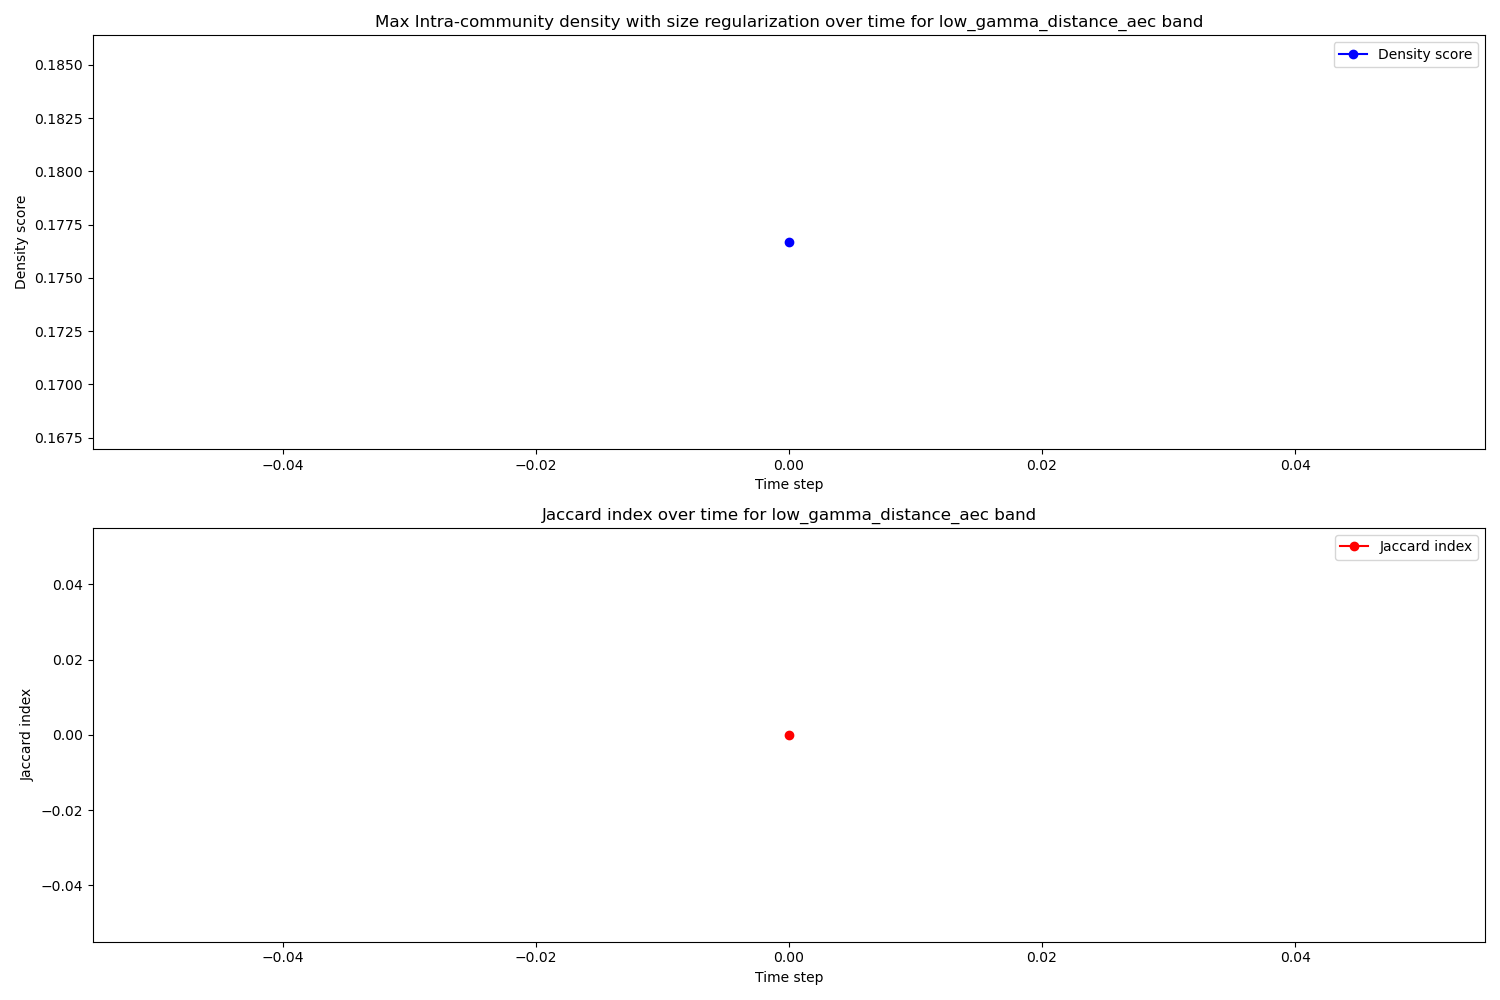 Max Intra-community density with size regularization over time for low_gamma_distance_aec band
Density score
0.1850
0.1825
0.1800
0.1775
0.1750
0.1725
0.1700
0.1675
Density score
−0.04
−0.02
0.00
0.02
0.04
Time step
Jaccard index over time for low_gamma_distance_aec band
Jaccard index
0.04
0.02
0.00
−0.02
−0.04
Jaccard index
−0.04
−0.02
0.00
0.02
0.04
Time step